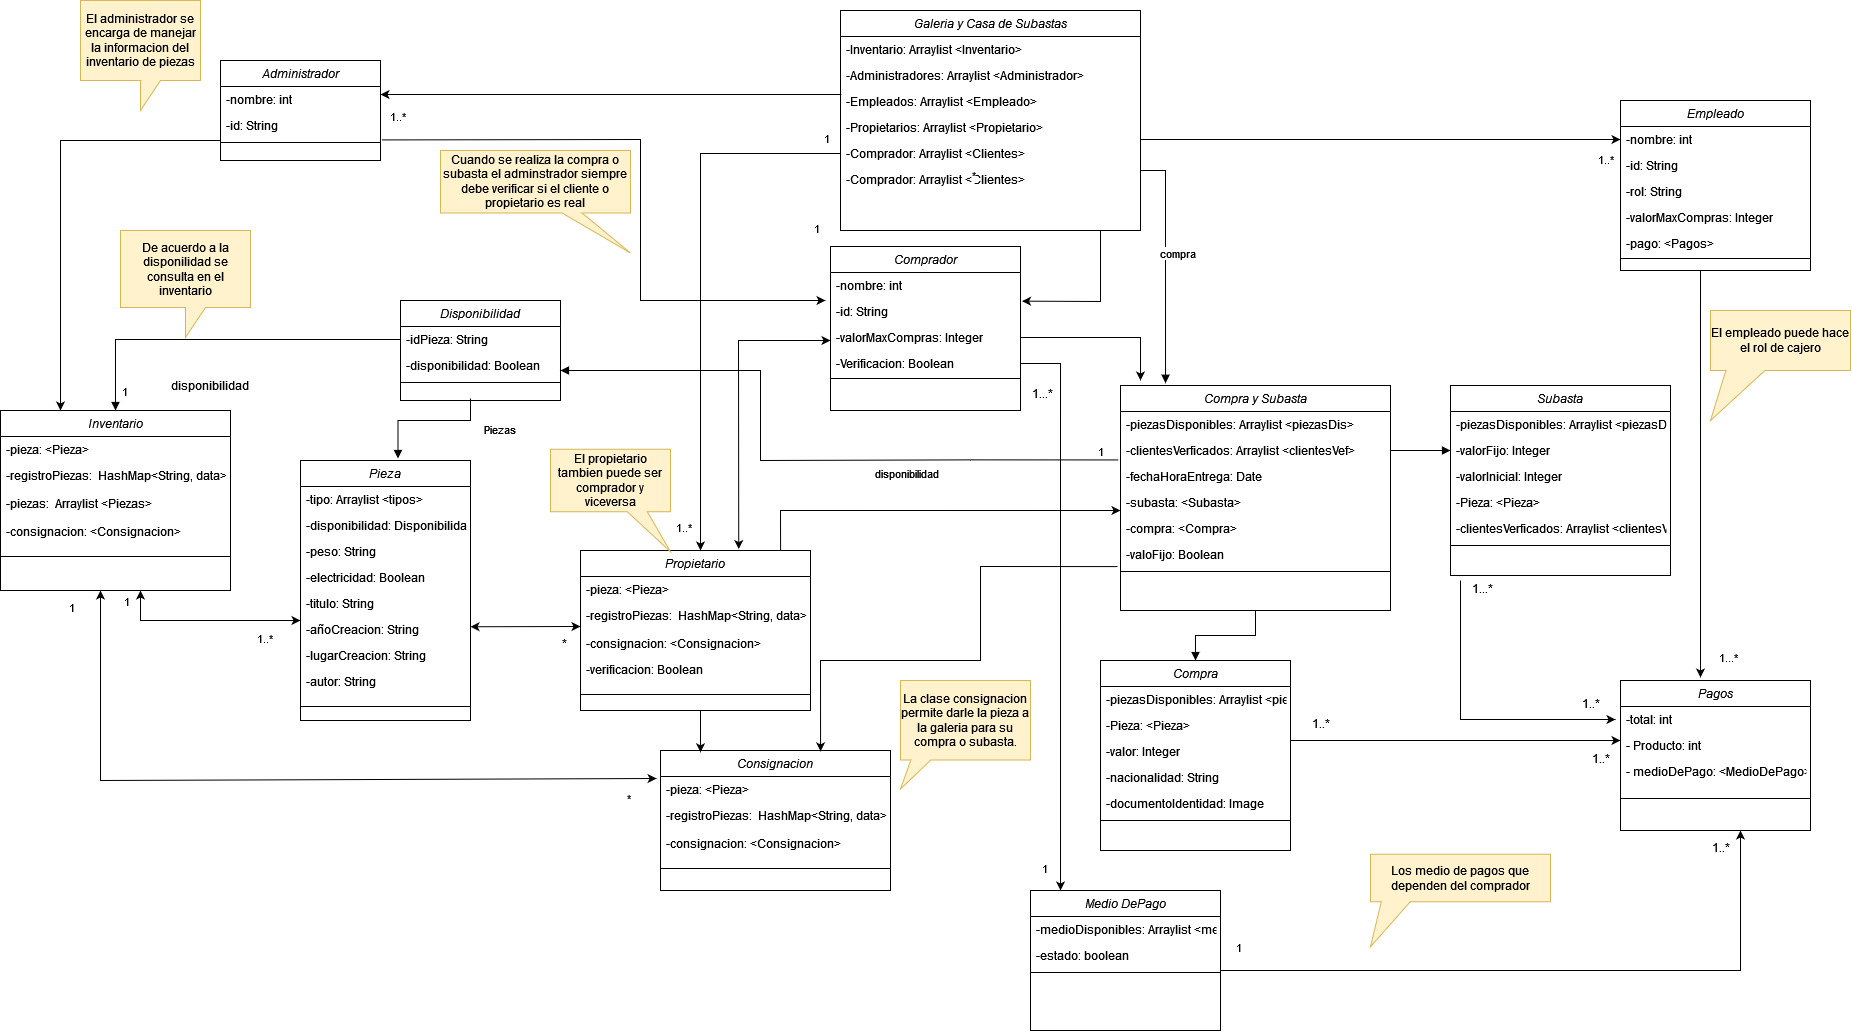 El administrador se
encarga de manejar
la informacion del
inventario de piezas
Administrador
-nombre: int
-id: String
1..*
Galeria y Casa de Subastas
-Inventario: Arraylist <Inventario>
-Administradores: Arraylist <Administrador>
-Empleados: Arraylist <Empleado>
-Propietarios: Arraylist <Propietario>
-Comprador: Arraylist <Clientes>
-Comprador: Arraylist <Clientes>
*
1
1
Empleado
-nombre: int
-id: String
-rol: String
-valorMaxCompras: Integer
-pago: <Pagos>
1..*
Cuando se realiza la compra o
subasta el adminstrador siempre
debe verificar si el cliente o
propietario es real
De acuerdo a la
disponilidad se
consulta en el
inventario
Comprador
-nombre: int
-id: String
-valorMaxCompras: Integer
-Verificacion: Boolean
compra
Disponibilidad
-idPieza: String
-disponibilidad: Boolean
El empleado puede hace
el rol de cajero
disponibilidad
1
1...*
Inventario
-pieza: <Pieza>
-registroPiezas:  HashMap<String, data>
-piezas:  Arraylist <Piezas>
-consignacion: <Consignacion>
Piezas
Pieza
-tipo: Arraylist <tipos>
-disponibilidad: Disponibilida
-peso: String
-electricidad: Boolean
-titulo: String
-añoCreacion: String
-lugarCreacion: String
-autor: String
El propietario
tambien puede ser
comprador y
viceversa
1
disponibilidad
Compra y Subasta
-piezasDisponibles: Arraylist <piezasDis>
-clientesVerficados: Arraylist <clientesVef>
-fechaHoraEntrega: Date
-subasta: <Subasta>
-compra: <Compra>
-valoFijo: Boolean
Subasta
-piezasDisponibles: Arraylist <piezasD
-valorFijo: Integer
-valorInicial: Integer
-Pieza: <Pieza>
-clientesVerficados: Arraylist <clientesV
1..*
Propietario
-pieza: <Pieza>
-registroPiezas:  HashMap<String, data>
-consignacion: <Consignacion>
-verificacion: Boolean
1
1
1..*
*
1...*
1...*
Compra
-piezasDisponibles: Arraylist <pie
-Pieza: <Pieza>
-valor: Integer
-nacionalidad: String
-documentoIdentidad: Image
1..*
1..*
1..*
Pagos
-total: int
- Producto: int
- medioDePago: <MedioDePago>
La clase consignacion
permite darle la pieza a
la galeria para su
compra o subasta.
Consignacion
-pieza: <Pieza>
-registroPiezas:  HashMap<String, data>
-consignacion: <Consignacion>
*
1..*
1
Los medio de pagos que
dependen del comprador
Medio DePago
-medioDisponibles: Arraylist <me
-estado: boolean
1